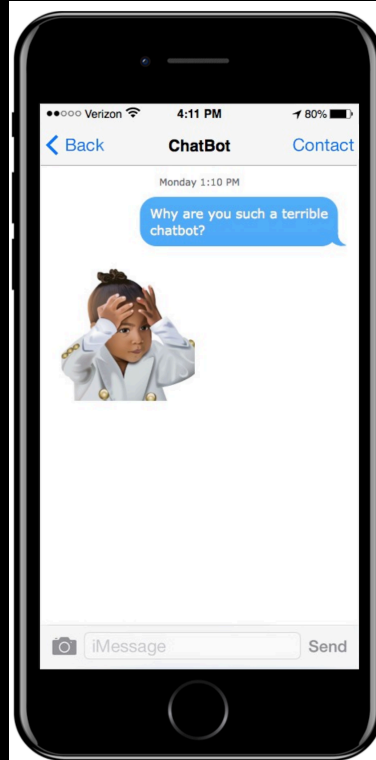 Verizon 4:11 PM 80%
Back ChatBot Contact
Monday 1:10 PM
Why are you such a terrible
chatbot?
iMessage Send